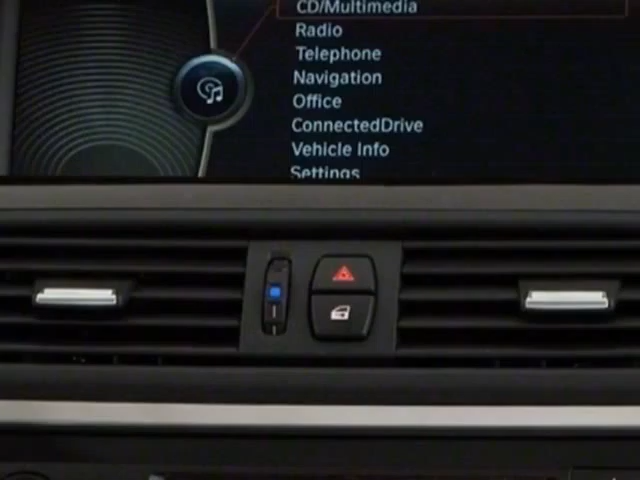 CD/Multimedia
Radio
Telephone
Navigation
Office
ConnectedDrive
Vehicle Info
Settings